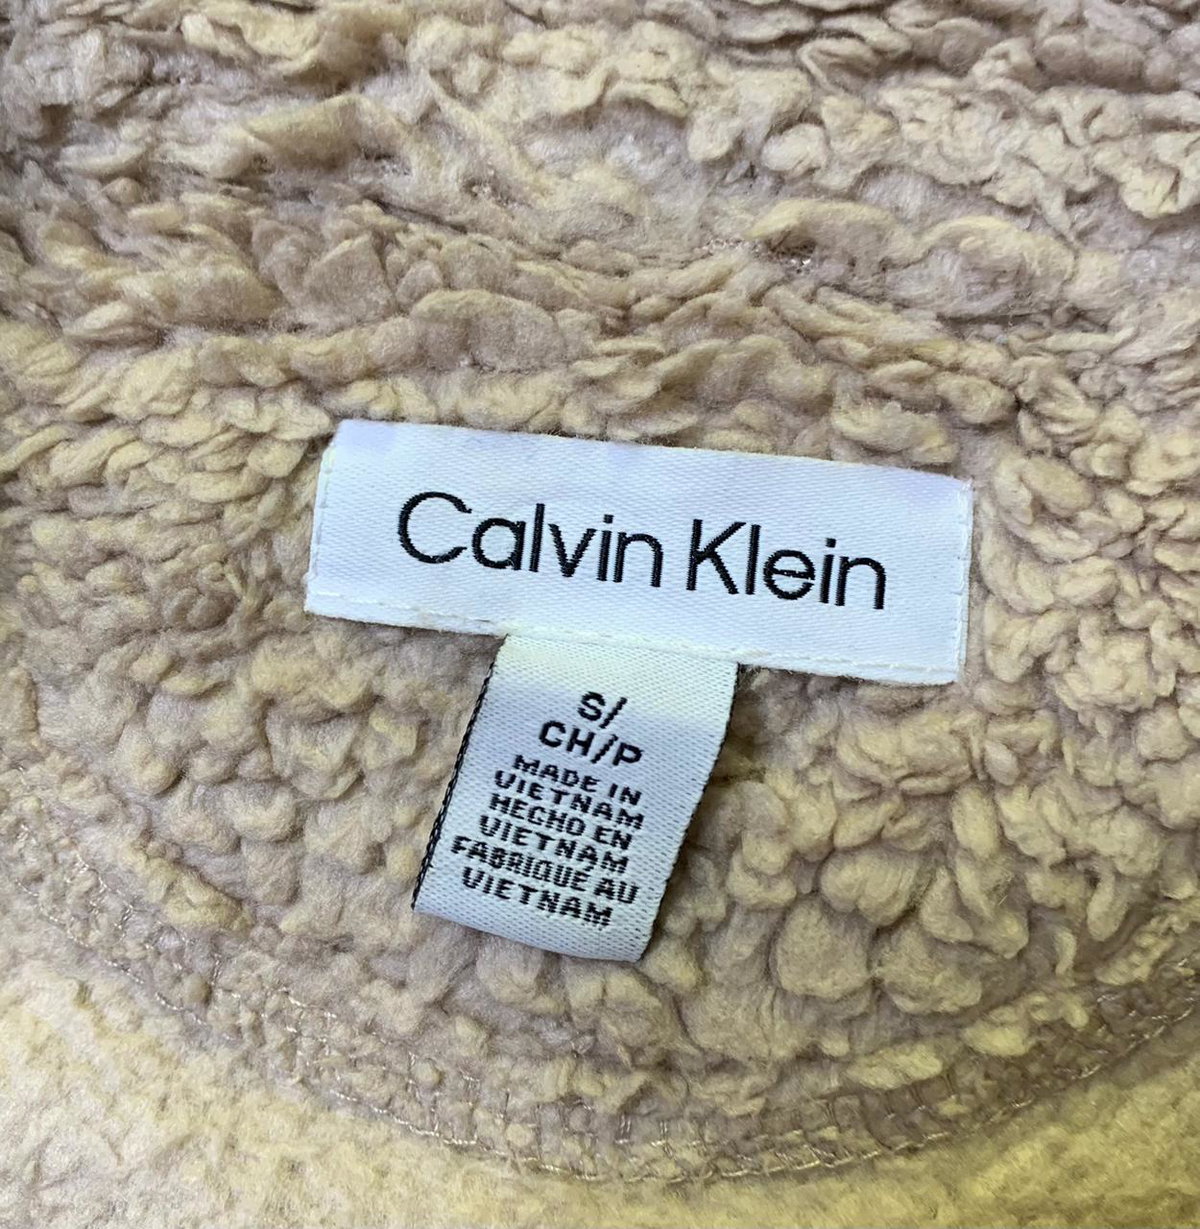 Calvin Klein
S/
CH/P
MADE IN
VIETNAM
HECHO EN
VIETNAM
FABRIQUÉ AU
VIETNAM